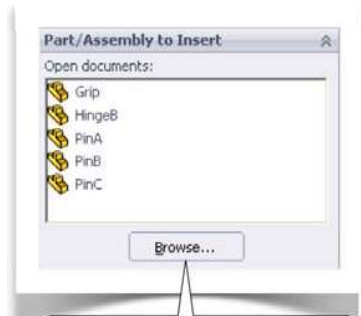 Part/Assembly to Insert
Open documents:
Grip
HingeB
PinA
PinB
PinC
Browse...